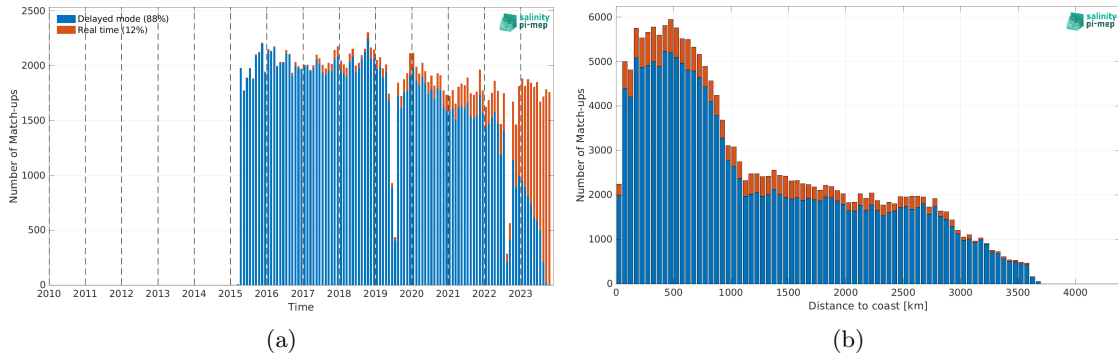 2500
2000
1500
1000
500
0
Number of Match-ups
Delayed mode (88%)
Real time (12%)
salinity
pi-mep
2010 2011 2012 2013 2014 2015 2016 2017 2018 2019 2020 2021 2022 2023
Time
(a)
6000
5000
4000
3000
2000
1000
0
Number of Match-ups
salinity
pi-mep
0 500 1000 1500 2000 2500 3000 3500 4000
Distance to coast [km]
(b)